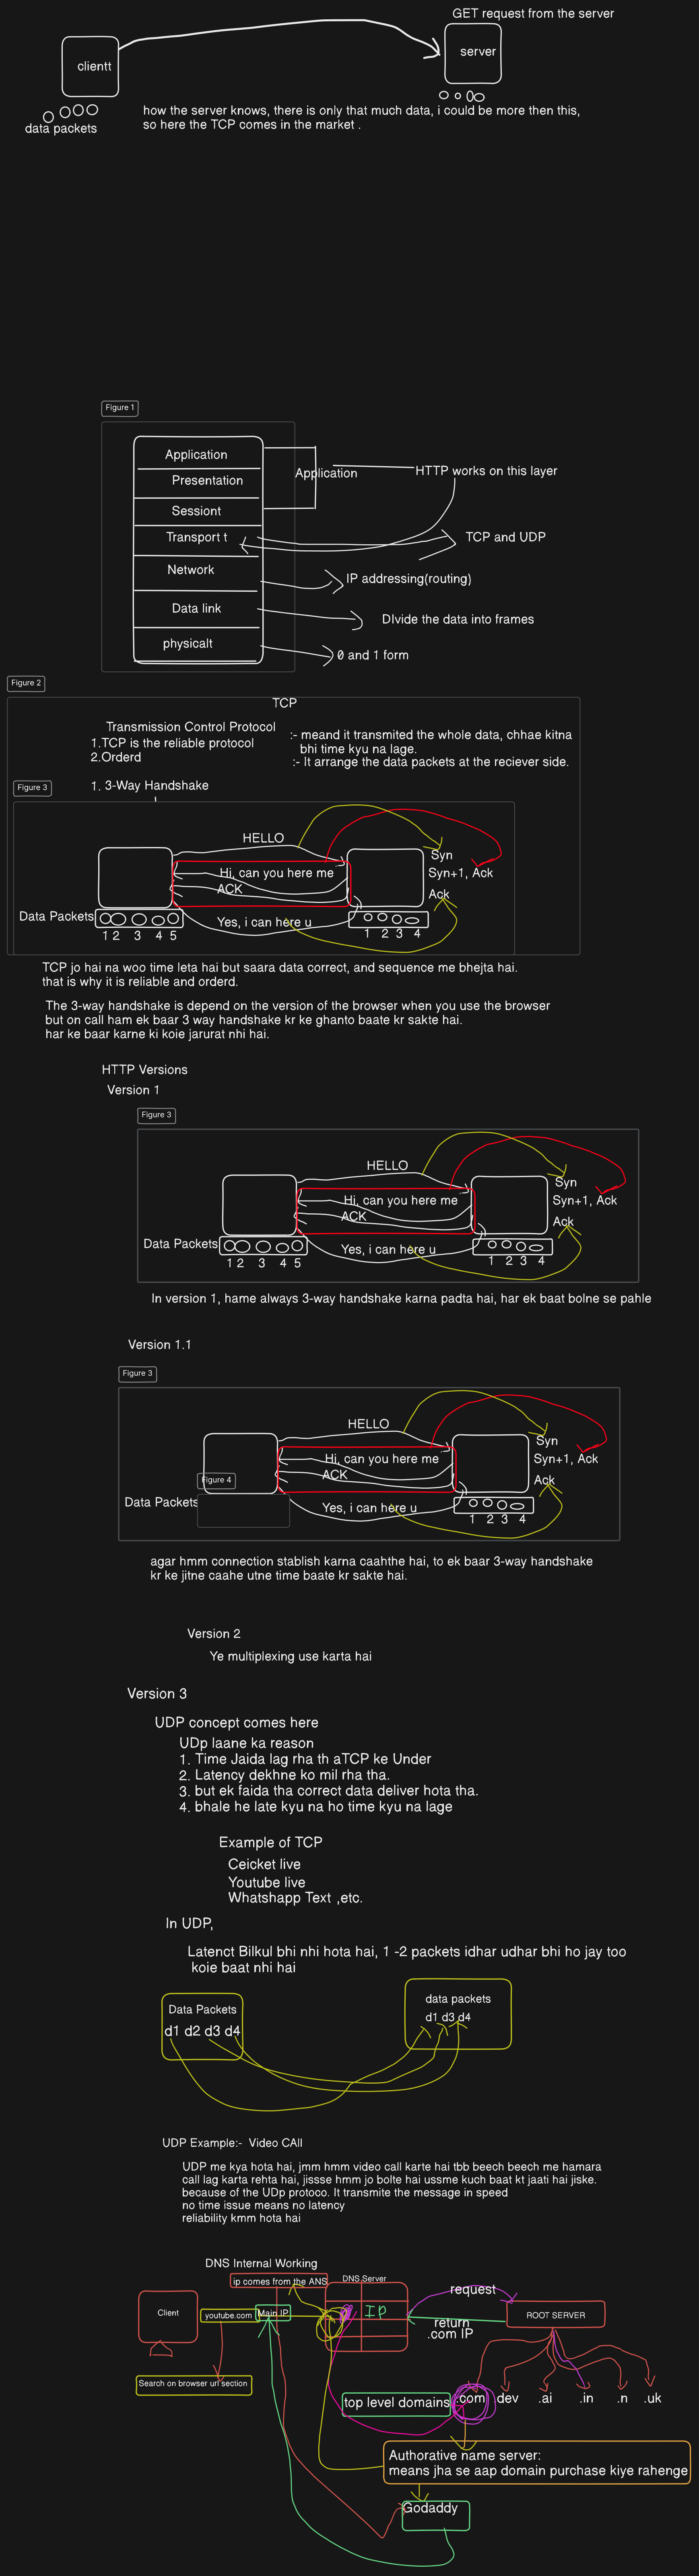 GET request from the server
clientt
server
data packets
how the server knows, there is only that much data, i could be more then this,
so here the TCP comes in the market .
Figure 1
Application
Presentation
Sessiont
Transport t
Network
Data link
physicalt
Application
HTTP works on this layer
TCP and UDP
IP addressing(routing)
DIvide the data into frames
0 and 1 form
Figure 2
TCP
Transmission Control Protocol
1.TCP is the reliable protocol
2.Orderd
:- meand it transmited the whole data, chhae kitna
bhi time kyu na lage.
:- It arrange the data packets at the reciever side.
1. 3-Way Handshake
Figure 3
HELLO
Hi, can you here me
ACK
Yes, i can here u
Syn
Syn+1, Ack
Ack
Data Packets
1 2 3 4 5
1 2 3 4
TCP jo hai na woo time leta hai but saara data correct, and sequence me bhejta hai.
that is why it is reliable and orderd.
The 3-way handshake is depend on the version of the browser when you use the browser
but on call ham ek baar 3 way handshake kr ke ghanto baate kr sakte hai.
har ke baar karne ki koie jarurat nhi hai.
HTTP Versions
Version 1
Figure 3
HELLO
Hi, can you here me
ACK
Yes, i can here u
Syn
Syn+1, Ack
Ack
Data Packets
1 2 3 4 5
1 2 3 4
In version 1, hame always 3-way handshake karna padta hai, har ek baat bolne se pahle
Version 1.1
Figure 3
HELLO
Hi, can you here me
ACK
Yes, i can here u
Syn
Syn+1, Ack
Ack
Figure 4
Data Packets
1 2 3 4
agar hmm connection stablish karna caahthe hai, to ek baar 3-way handshake
kr ke jitne caahe utne time baate kr sakte hai.
Version 2
Ye multiplexing use karta hai
Version 3
UDP concept comes here
UDp laane ka reason
1. Time Jaida lag rha th aTCP ke Under
2. Latency dekhne ko mil rha tha.
3. but ek faida tha correct data deliver hota tha.
4. bhale he late kyu na ho time kyu na lage
Example of TCP
Ceicket live
Youtube live
Whatshapp Text ,etc.
In UDP,
Latenct Bilkul bhi nhi hota hai, 1 -2 packets idhar udhar bhi ho jay too
koie baat nhi hai
Data Packets
d1 d2 d3 d4
data packets
d1 d3 d4
UDP Example:- Video CAll
UDP me kya hota hai, jmm hmm video call karte hai tbb beech beech me hamara
call lag karta rehta hai, jissse hmm jo bolte hai ussme kuch baat kt jaati hai jiske.
because of the UDp protoco. It transmite the message in speed
no time issue means no latency
reliability kmm hota hai
DNS Internal Working
ip comes from the ANS
DNS Server
Client
youtube.com
Main IP
IP
request
return
.com IP
ROOT SERVER
Search on browser url section
top level domains
.com
.dev
.ai
.in
.n
.uk
Authorative name server:
means jha se aap domain purchase kiye rahenge
Godaddy